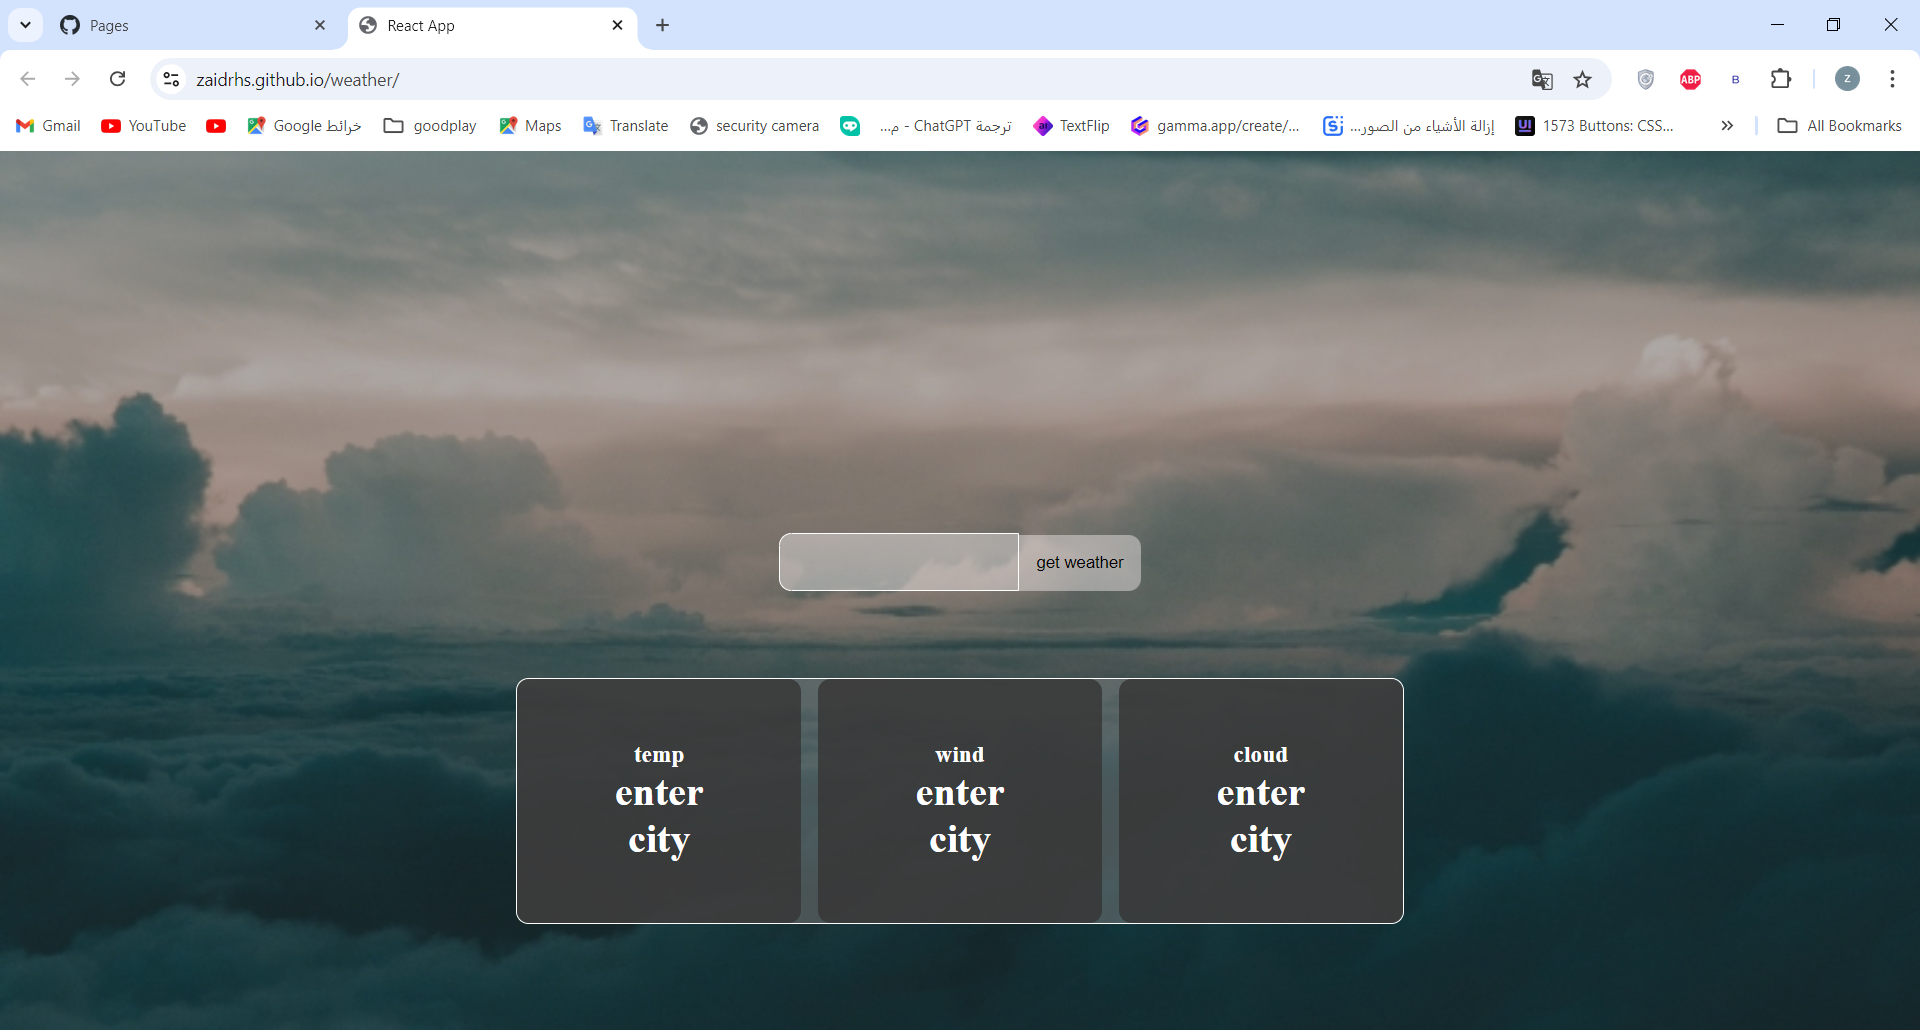 Pages
React App
zaidrhs.github.io/weather/
Gmail
YouTube
خرائط Google
goodplay
Maps
Translate
security camera
ترجمة ChatGPT - م...
TextFlip
gamma.app/create/...
إزالة الأشياء من الصور...
1573 Buttons: CSS...
All Bookmarks
ABP
B
z
get weather
temp
enter
city
wind
enter
city
cloud
enter
city